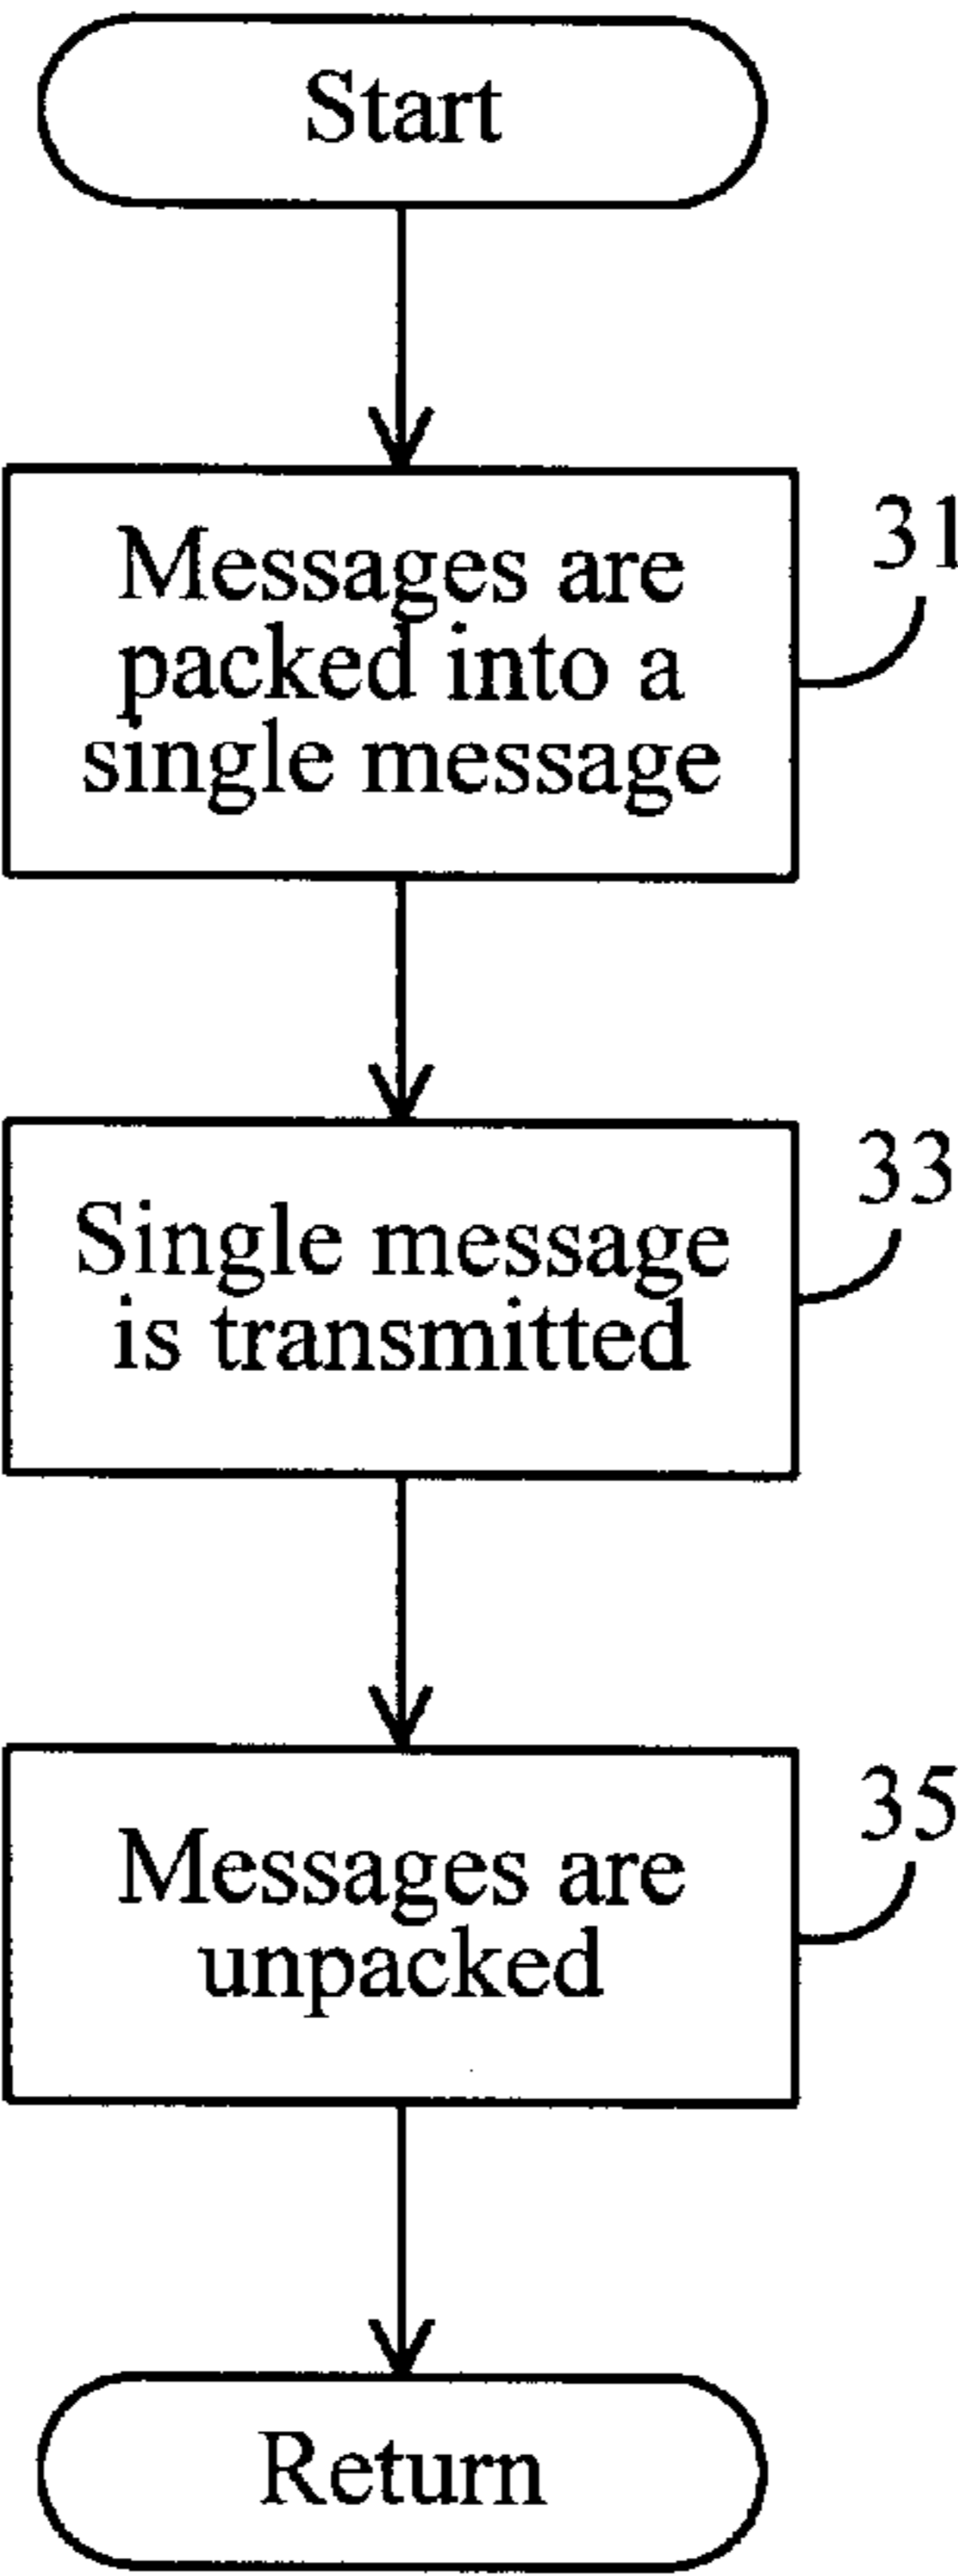 Start
Messages are
packed into a
single message
31
Single message
is transmitted
33
Messages are
unpacked
35
Return